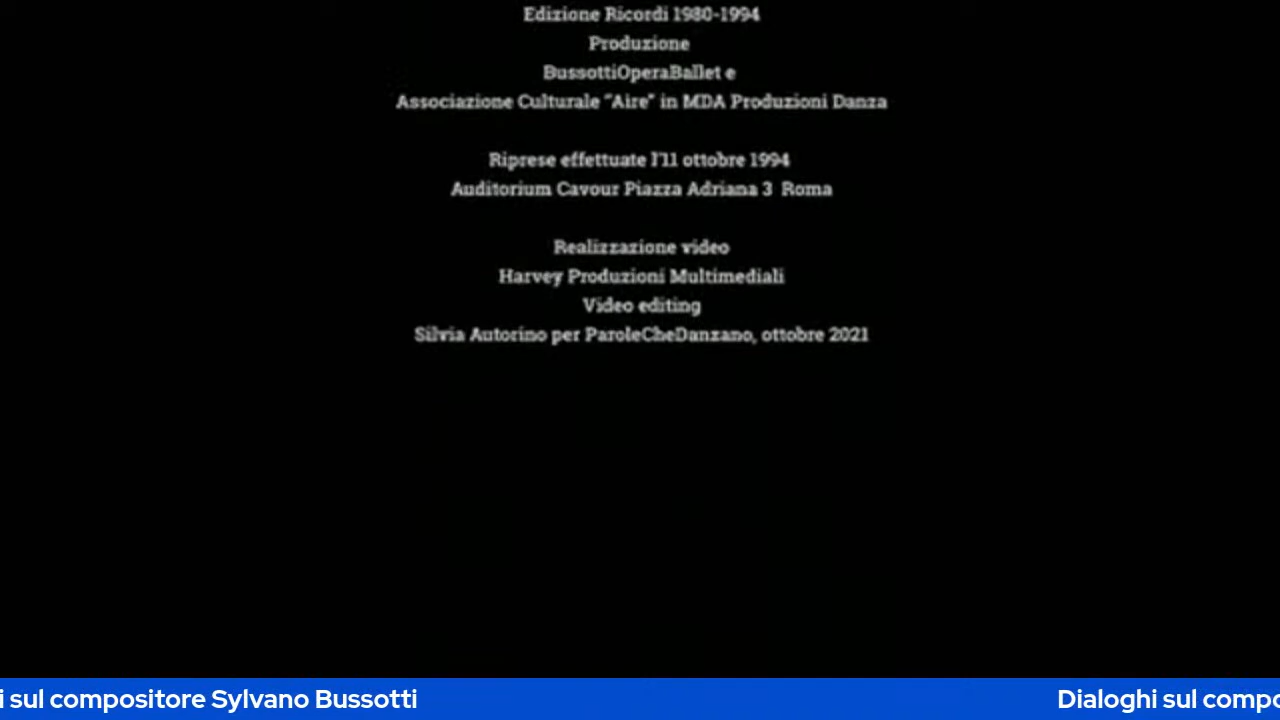 Edizione Ricordi 1980-1994
Produzione
BussottiOperaBallet e
Associazione Culturale "Aire" in MDA Produzioni Danza
Riprese effettuate l'11 ottobre 1994
Auditorium Cavour Piazza Adriana 3 Roma
Realizzazione video
Harvey Produzioni Multimediali
Video editing
Silvia Autorino per ParoleCheDanzano, ottobre 2021
i sul compositore Sylvano Bussotti
Dialoghi sul compo